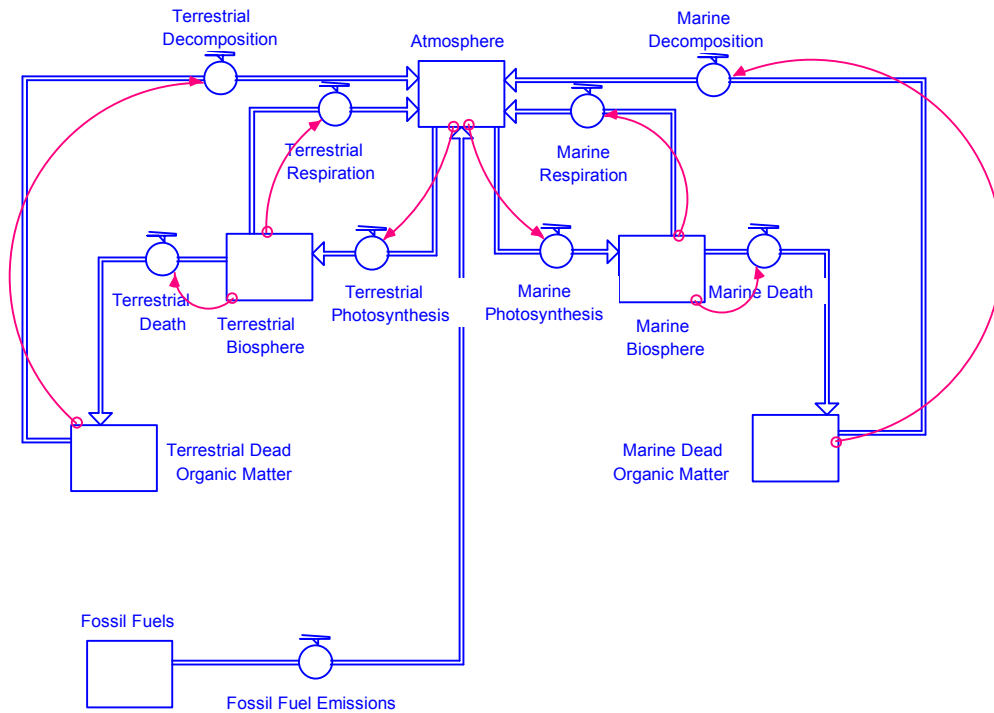 Terrestrial
Decomposition
Atmosphere
Marine
Decomposition
Terrestrial
Respiration
Marine
Respiration
Terrestrial
Death
Terrestrial
Biosphere
Terrestrial
Photosynthesis
Marine
Photosynthesis
Marine
Biosphere
Marine Death
Terrestrial Dead
Organic Matter
Marine Dead
Organic Matter
Fossil Fuels
Fossil Fuel Emissions